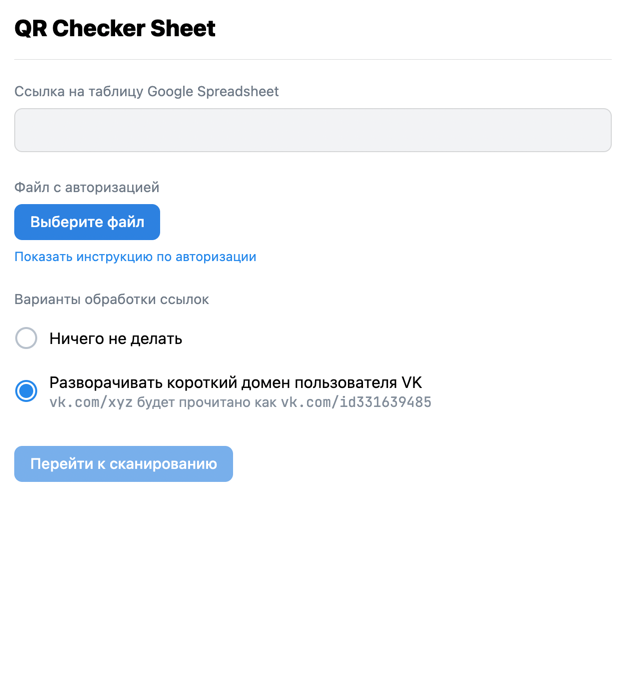 QR Checker Sheet
Ссылка на таблицу Google Spreadsheet
Файл с авторизацией
Выберите файл
Показать инструкцию по авторизации
Варианты обработки ссылок
Ничего не делать
Разворачивать короткий домен пользователя VK
vk.com/xyz будет прочитано как vk.com/id331639485
Перейти к сканированию